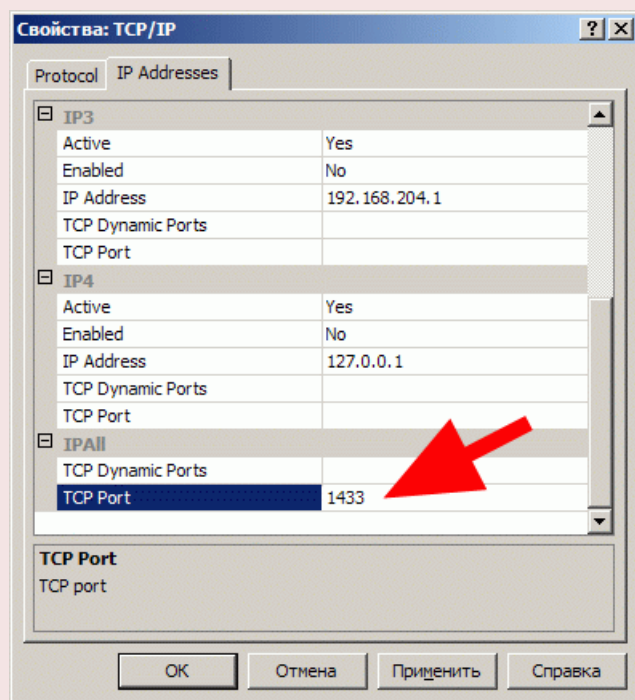 Свойства: TCP/IP
Protocol IP Addresses
IP3
Active Yes
Enabled No
IP Address 192.168.204.1
TCP Dynamic Ports
TCP Port
IP4
Active Yes
Enabled No
IP Address 127.0.0.1
TCP Dynamic Ports
TCP Port
IPAll
TCP Dynamic Ports
TCP Port 1433
TCP Port
TCP port
OK Отмена Применить Справка